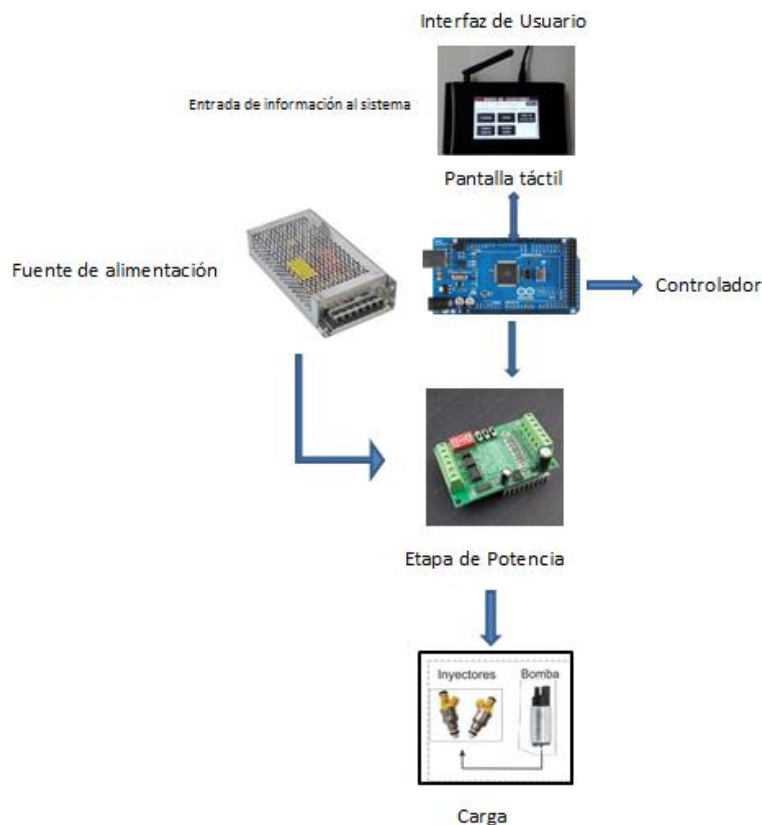 Interfaz de Usuario
Entrada de información al sistema
Pantalla táctil
Fuente de alimentación
Controlador
Etapa de Potencia
Inyectores
Bomba
Carga